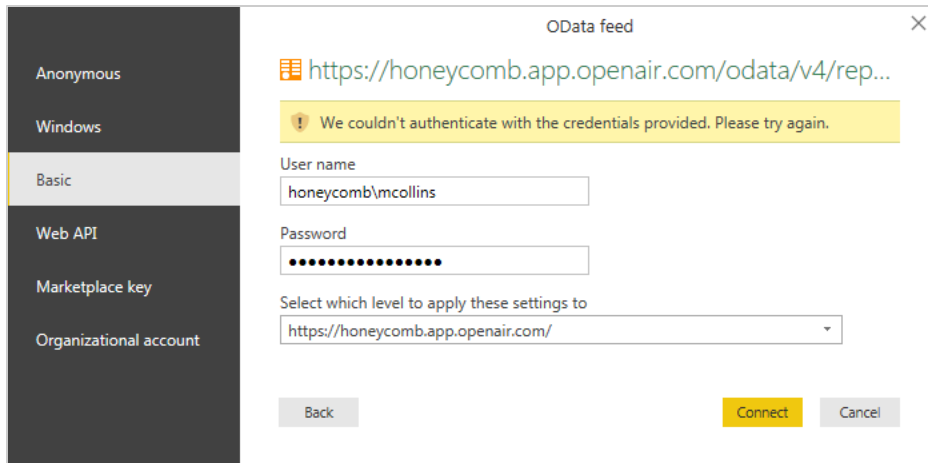 OData feed
Anonymous
Windows
Basic
Web API
Marketplace key
Organizational account
https://honeycomb.app.openair.com/odata/v4/rep...
We couldn't authenticate with the credentials provided. Please try again.
User name
honeycomb\mcollins
Password
●●●●●●●●●●●●●●●●
Select which level to apply these settings to
https://honeycomb.app.openair.com/
Back
Connect
Cancel